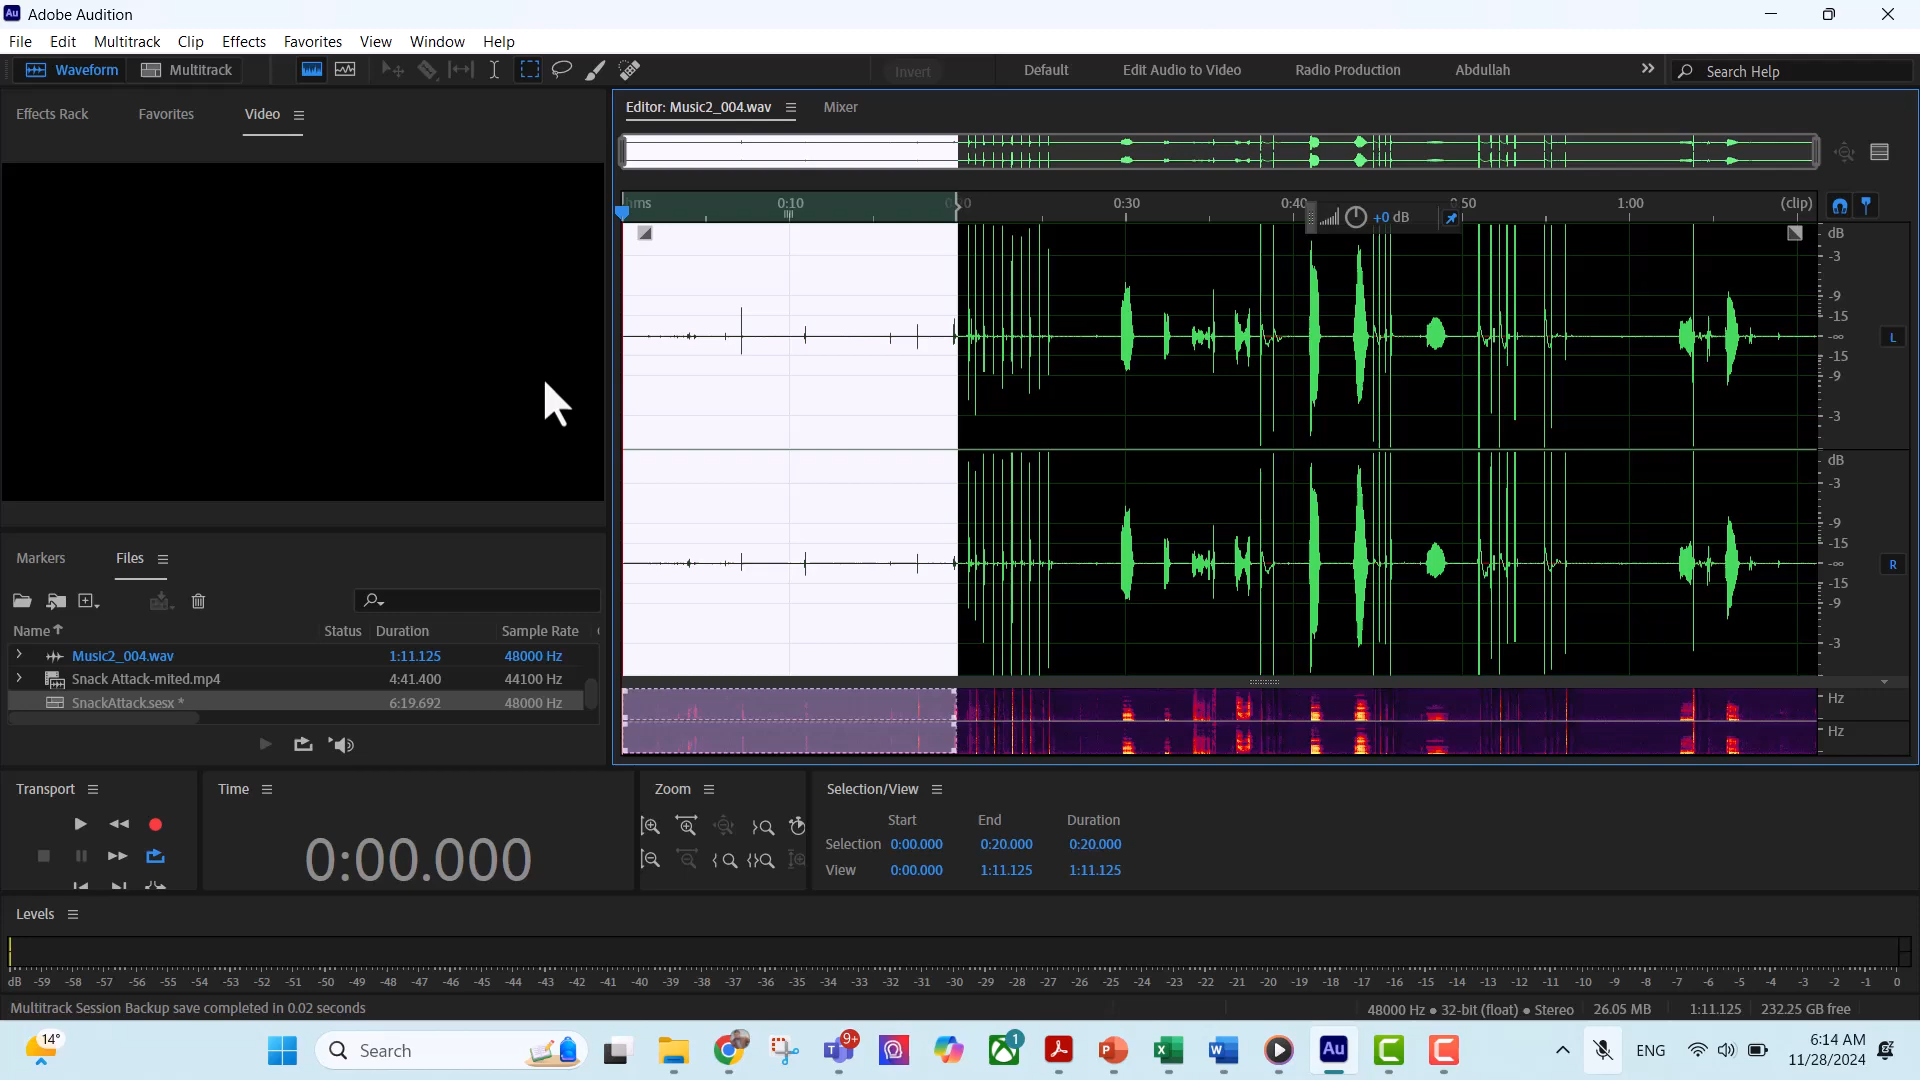 Au Adobe Audition
File Edit Multitrack Clip Effects Favorites View Window Help
Waveform Multitrack Invert Default Edit Audio to Video Radio Production Abdullah Search Help
Effects Rack Favorites Video
Editor: Music2_004.wav Mixer
hms 0:10 0:20 0:30 0:40 0:50 1:00 (clip)
+0 dB
dB
-3
-9
-15
-∞
-15
-9
-3
L
dB
-3
-9
-15
-∞
-15
-9
-3
R
Hz
Hz
Markers Files
Name Status Duration Sample Rate
Music2_004.wav 1:11.125 48000 Hz
Snack Attack-mited.mp4 4:41.400 44100 Hz
SnackAttack.sesx * 6:19.692 48000 Hz
Transport Time Zoom Selection/View
0:00.000
Start End Duration
Selection 0:00.000 0:20.000 0:20.000
View 0:00.000 1:11.125 1:11.125
Levels
dB -59 -58 -57 -56 -55 -54 -53 -52 -51 -50 -49 -48 -47 -46 -45 -44 -43 -42 -41 -40 -39 -38 -37 -36 -35 -34 -33 -32 -31 -30 -29 -28 -27 -26 -25 -24 -23 -22 -21 -20 -19 -18 -17 -16 -15 -14 -13 -12 -11 -10 -9 -8 -7 -6 -5 -4 -3 -2 -1 0
Multitrack Session Backup save completed in 0.02 seconds 48000 Hz • 32-bit (float) • Stereo 26.05 MB 1:11.125 232.25 GB free
14° Search 9+ 1 Au ENG 6:14 AM
11/28/2024